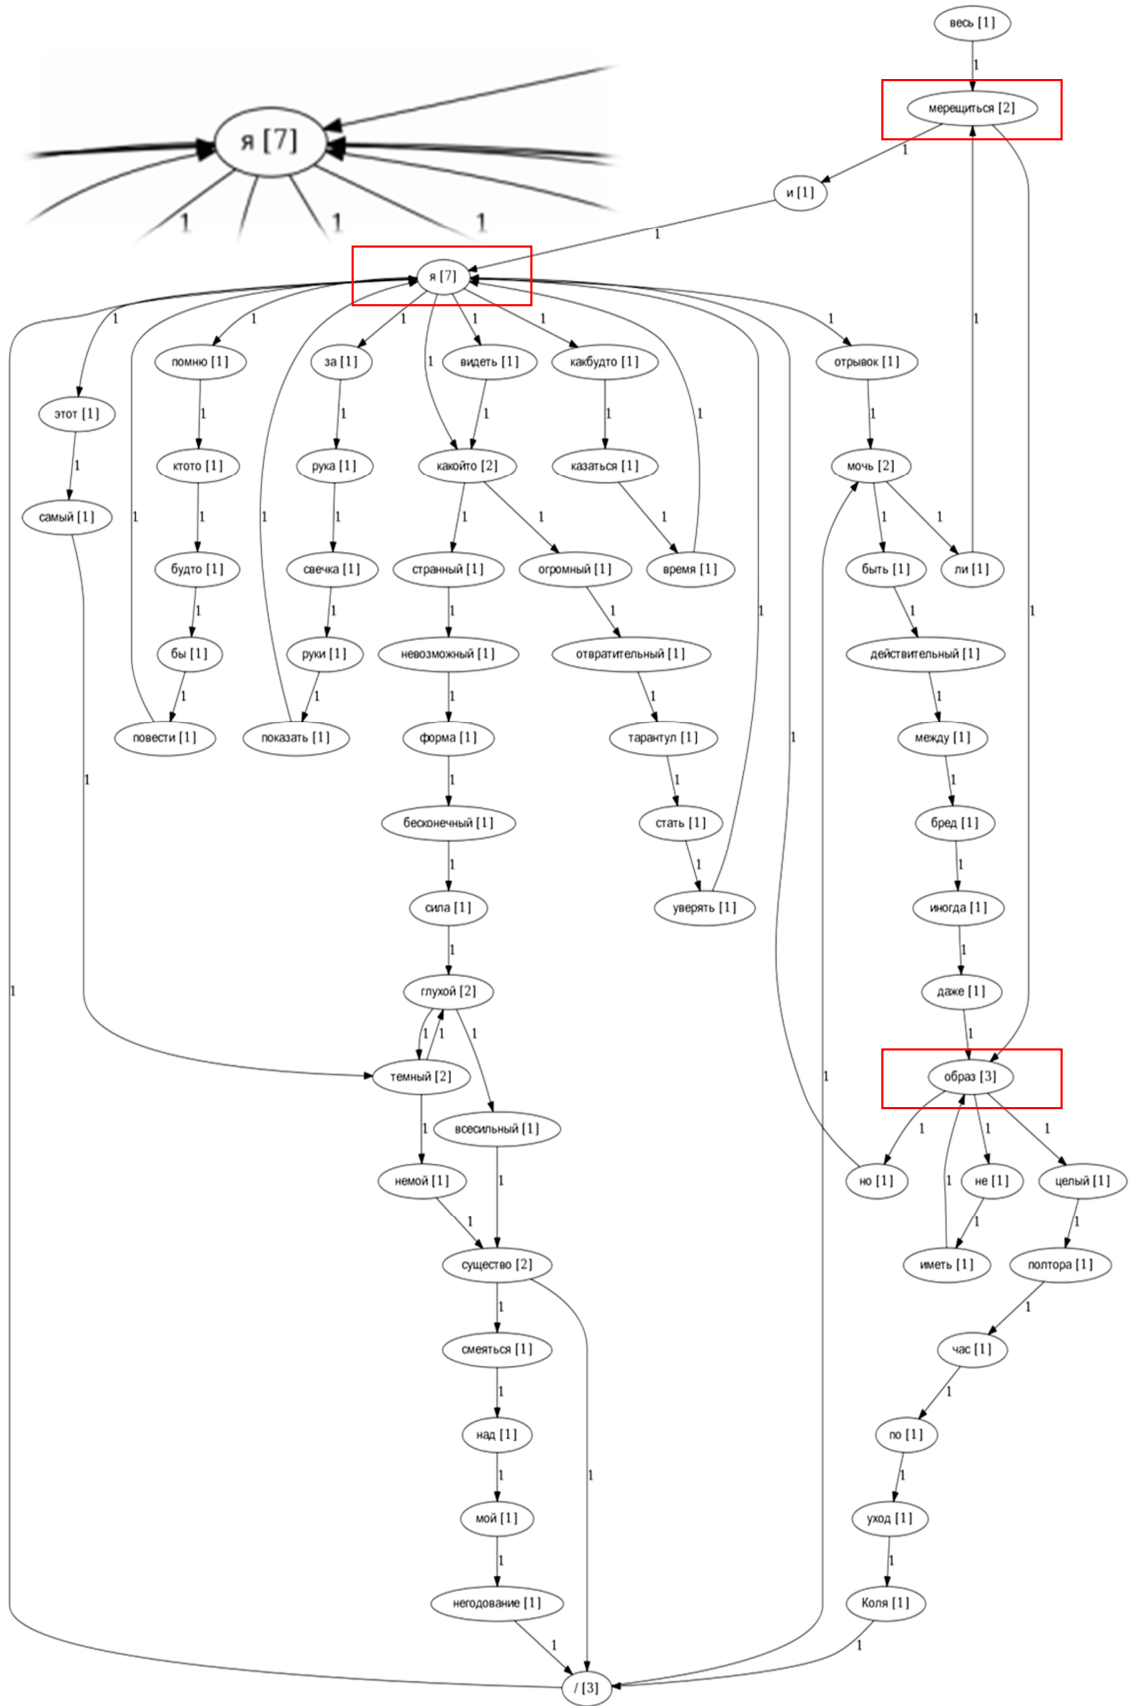 весь [1]
1
мерещиться [2]
я [7]
1
и [1]
1
1
1
1
1
я [7]
1
1
1
1
1
1
1
1
помню [1]
за [1]
видеть [1]
какбудто [1]
отрывок [1]
этот [1]
1
1
1
1
1
1
1
ктото [1]
рука [1]
какойто [2]
казаться [1]
мочь [2]
самый [1]
1
1
1
1
1
1
1
1
1
будто [1]
свечка [1]
странный [1]
огромный [1]
время [1]
быть [1]
ли [1]
1
1
1
1
1
1
1
бы [1]
руки [1]
невозможный [1]
отвратительный [1]
действительный [1]
1
1
1
1
1
повести [1]
показать [1]
форма [1]
тарантул [1]
между [1]
1
1
1
1
1
бесконечный [1]
стать [1]
бред [1]
1
1
1
сила [1]
уверять [1]
иногда [1]
1
1
1
глухой [2]
даже [1]
1
1
1
1
темный [2]
образ [3]
1
1
1
1
1
всесильный [1]
немой [1]
1
но [1]
1
не [1]
целый [1]
1
1
1
существо [2]
иметь [1]
полтора [1]
1
1
смеяться [1]
час [1]
1
1
над [1]
по [1]
1
1
1
мой [1]
уход [1]
1
1
негодование [1]
Коля [1]
1
1
/ [3]